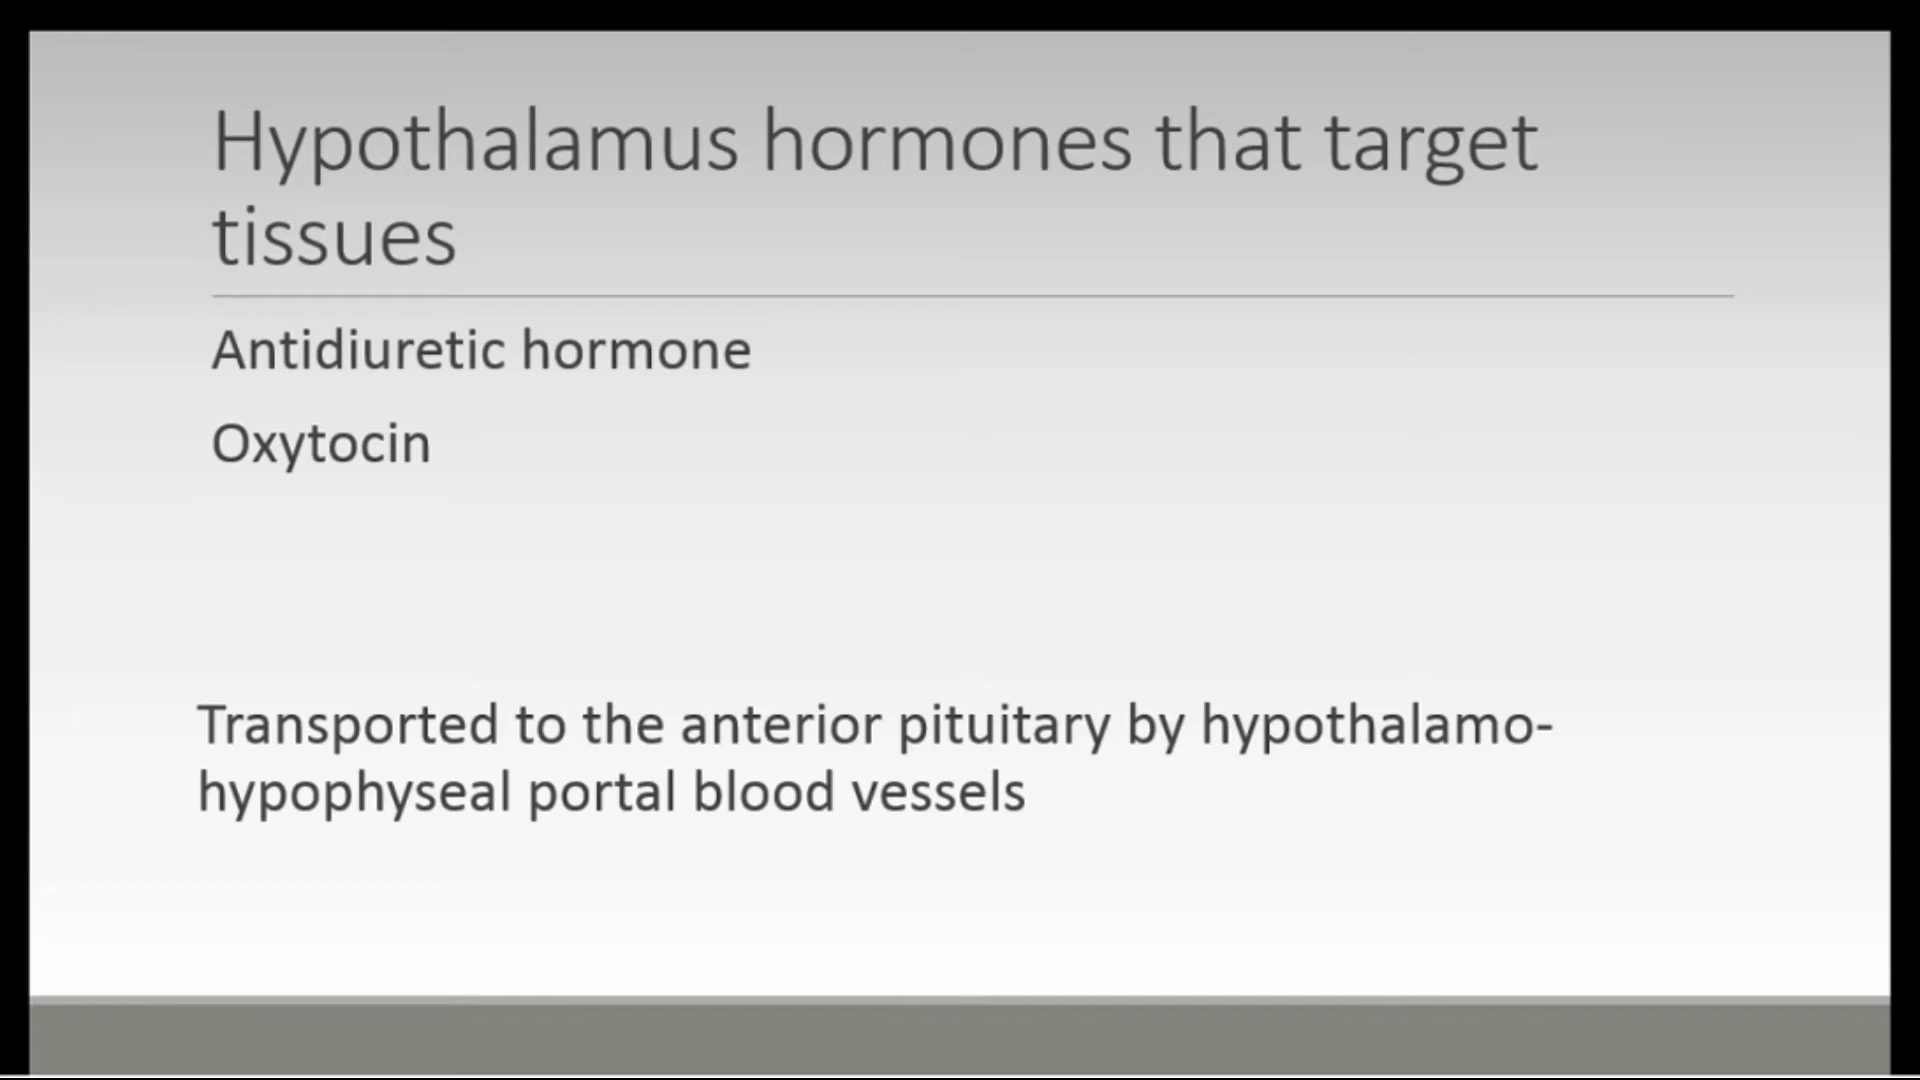 Hypothalamus hormones that target
tissues
Antidiuretic hormone
Oxytocin
Transported to the anterior pituitary by hypothalamo-
hypophyseal portal blood vessels